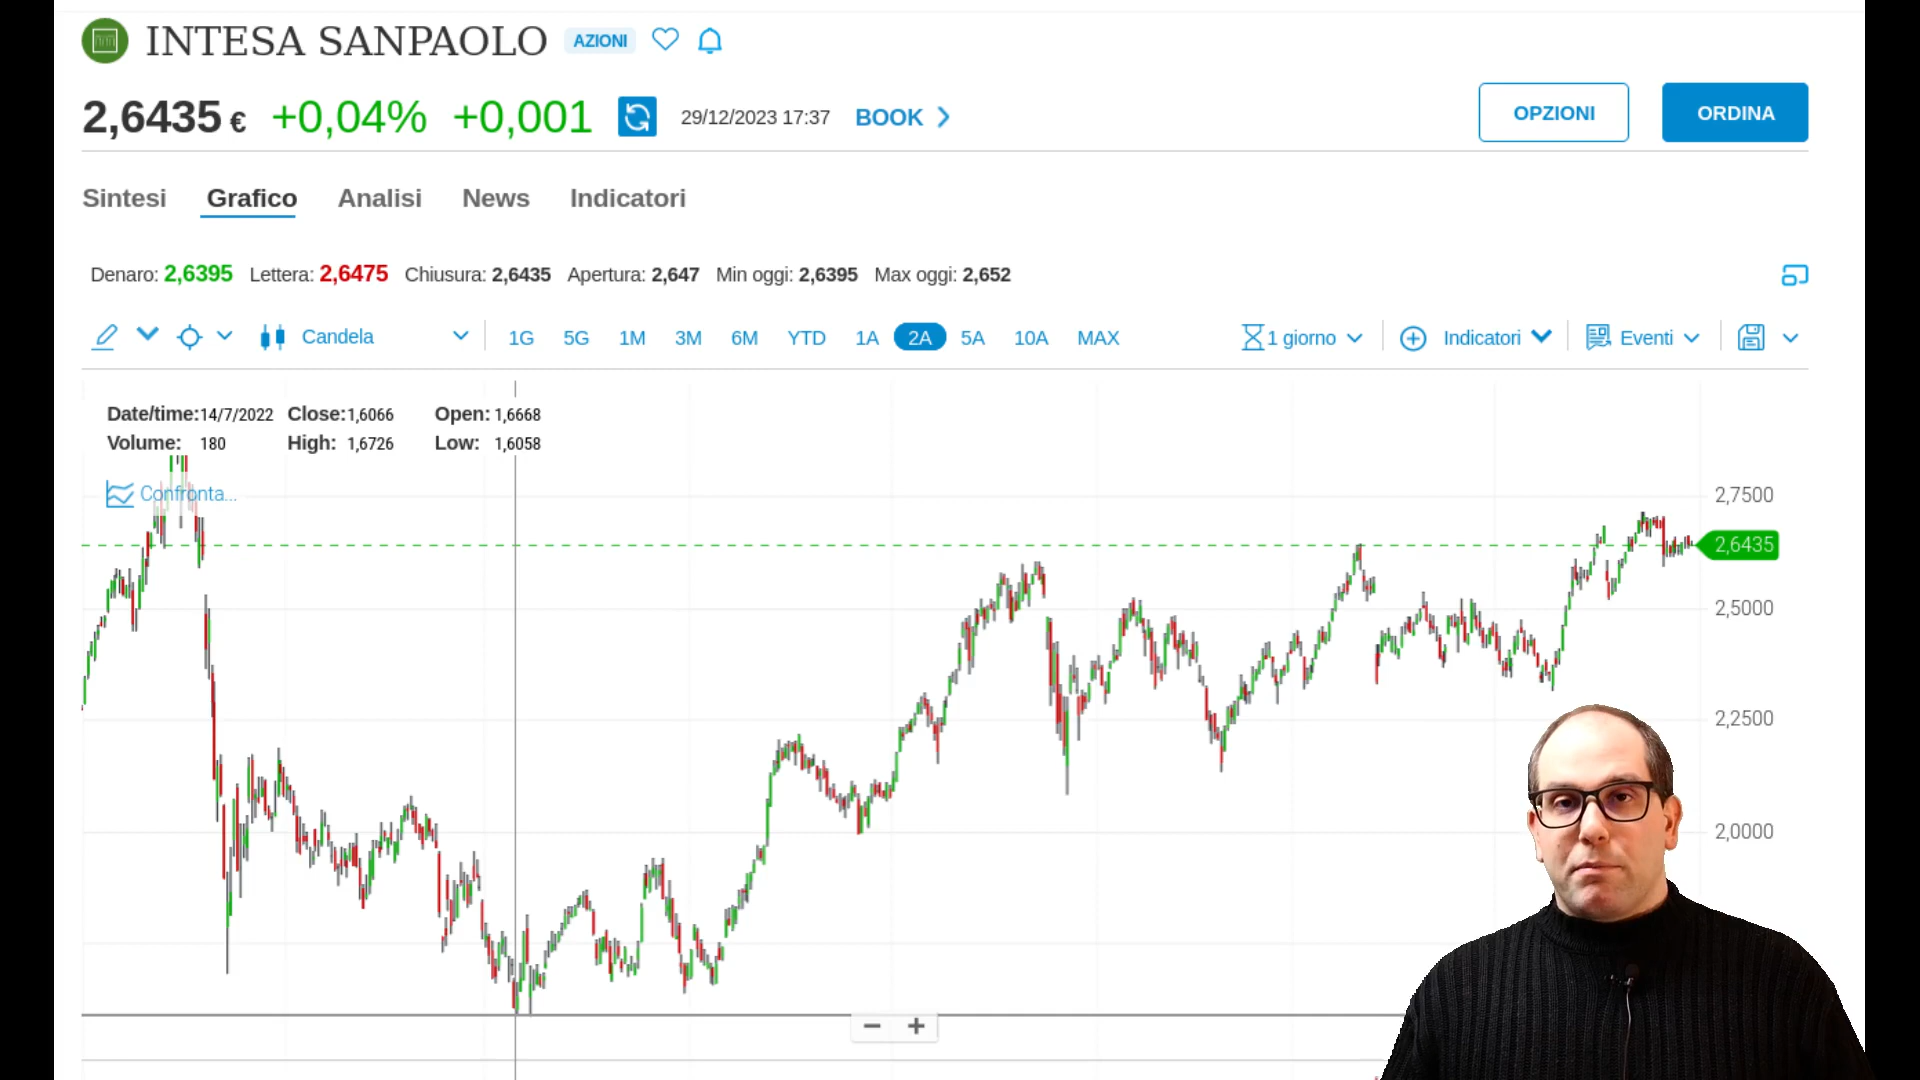 INTESA SANPAOLO AZIONI
2,6435 € +0,04% +0,001 29/12/2023 17:37 BOOK OPZIONI ORDINA
Sintesi Grafico Analisi News Indicatori
Denaro: 2,6395 Lettera: 2,6475 Chiusura: 2,6435 Apertura: 2,647 Min oggi: 2,6395 Max oggi: 2,652
Candela 1G 5G 1M 3M 6M YTD 1A 2A 5A 10A MAX 1 giorno Indicatori Eventi
Date/time:14/7/2022 Close:1,6066 Open: 1,6668
Volume: 180 High: 1,6726 Low: 1,6058
Confronta...
2,7500
2,6435
2,5000
2,2500
2,0000
− +